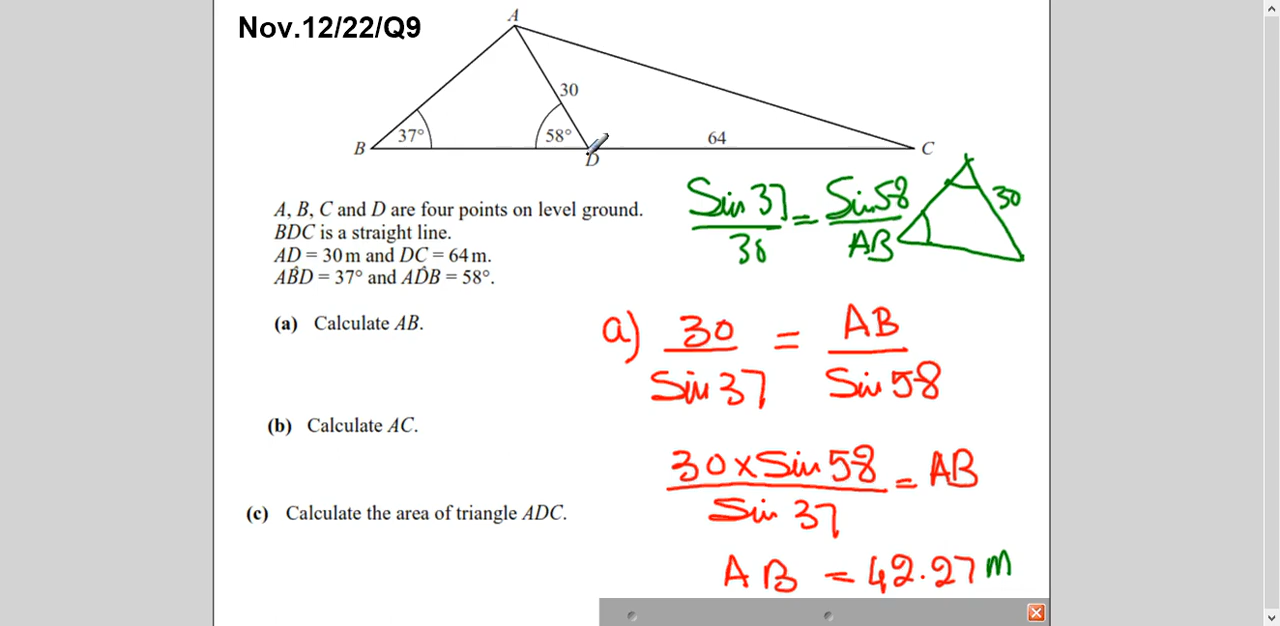 Nov.12/22/Q9
A
30
37°
58°
64
B
D
C
A, B, C and D are four points on level ground.
BDC is a straight line.
AD = 30 m and DC = 64 m.
AB̂D = 37° and AD̂B = 58°.
Sin 37 = Sin 58
30 AB
30
(a) Calculate AB.
a) 30 = AB
Sin 37 Sin 58
(b) Calculate AC.
30 x Sin 58 = AB
Sin 37
(c) Calculate the area of triangle ADC.
AB = 42.27 m